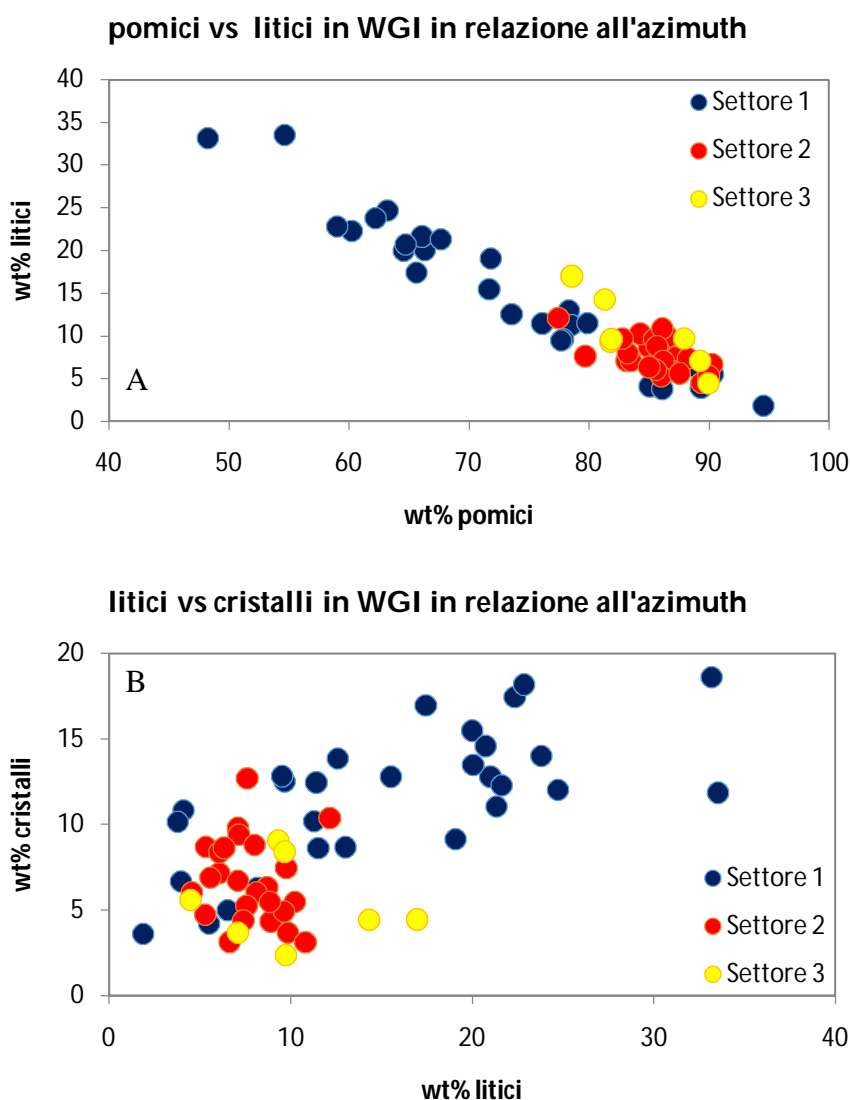 pomici vs litici in WGI in relazione all'azimuth
40
35
30
25
20
15
10
5
0
wt% litici
A
Settore 1
Settore 2
Settore 3
40 50 60 70 80 90 100
wt% pomici
litici vs cristalli in WGI in relazione all'azimuth
20
15
10
5
0
wt% cristalli
B
Settore 1
Settore 2
Settore 3
0 10 20 30 40
wt% litici